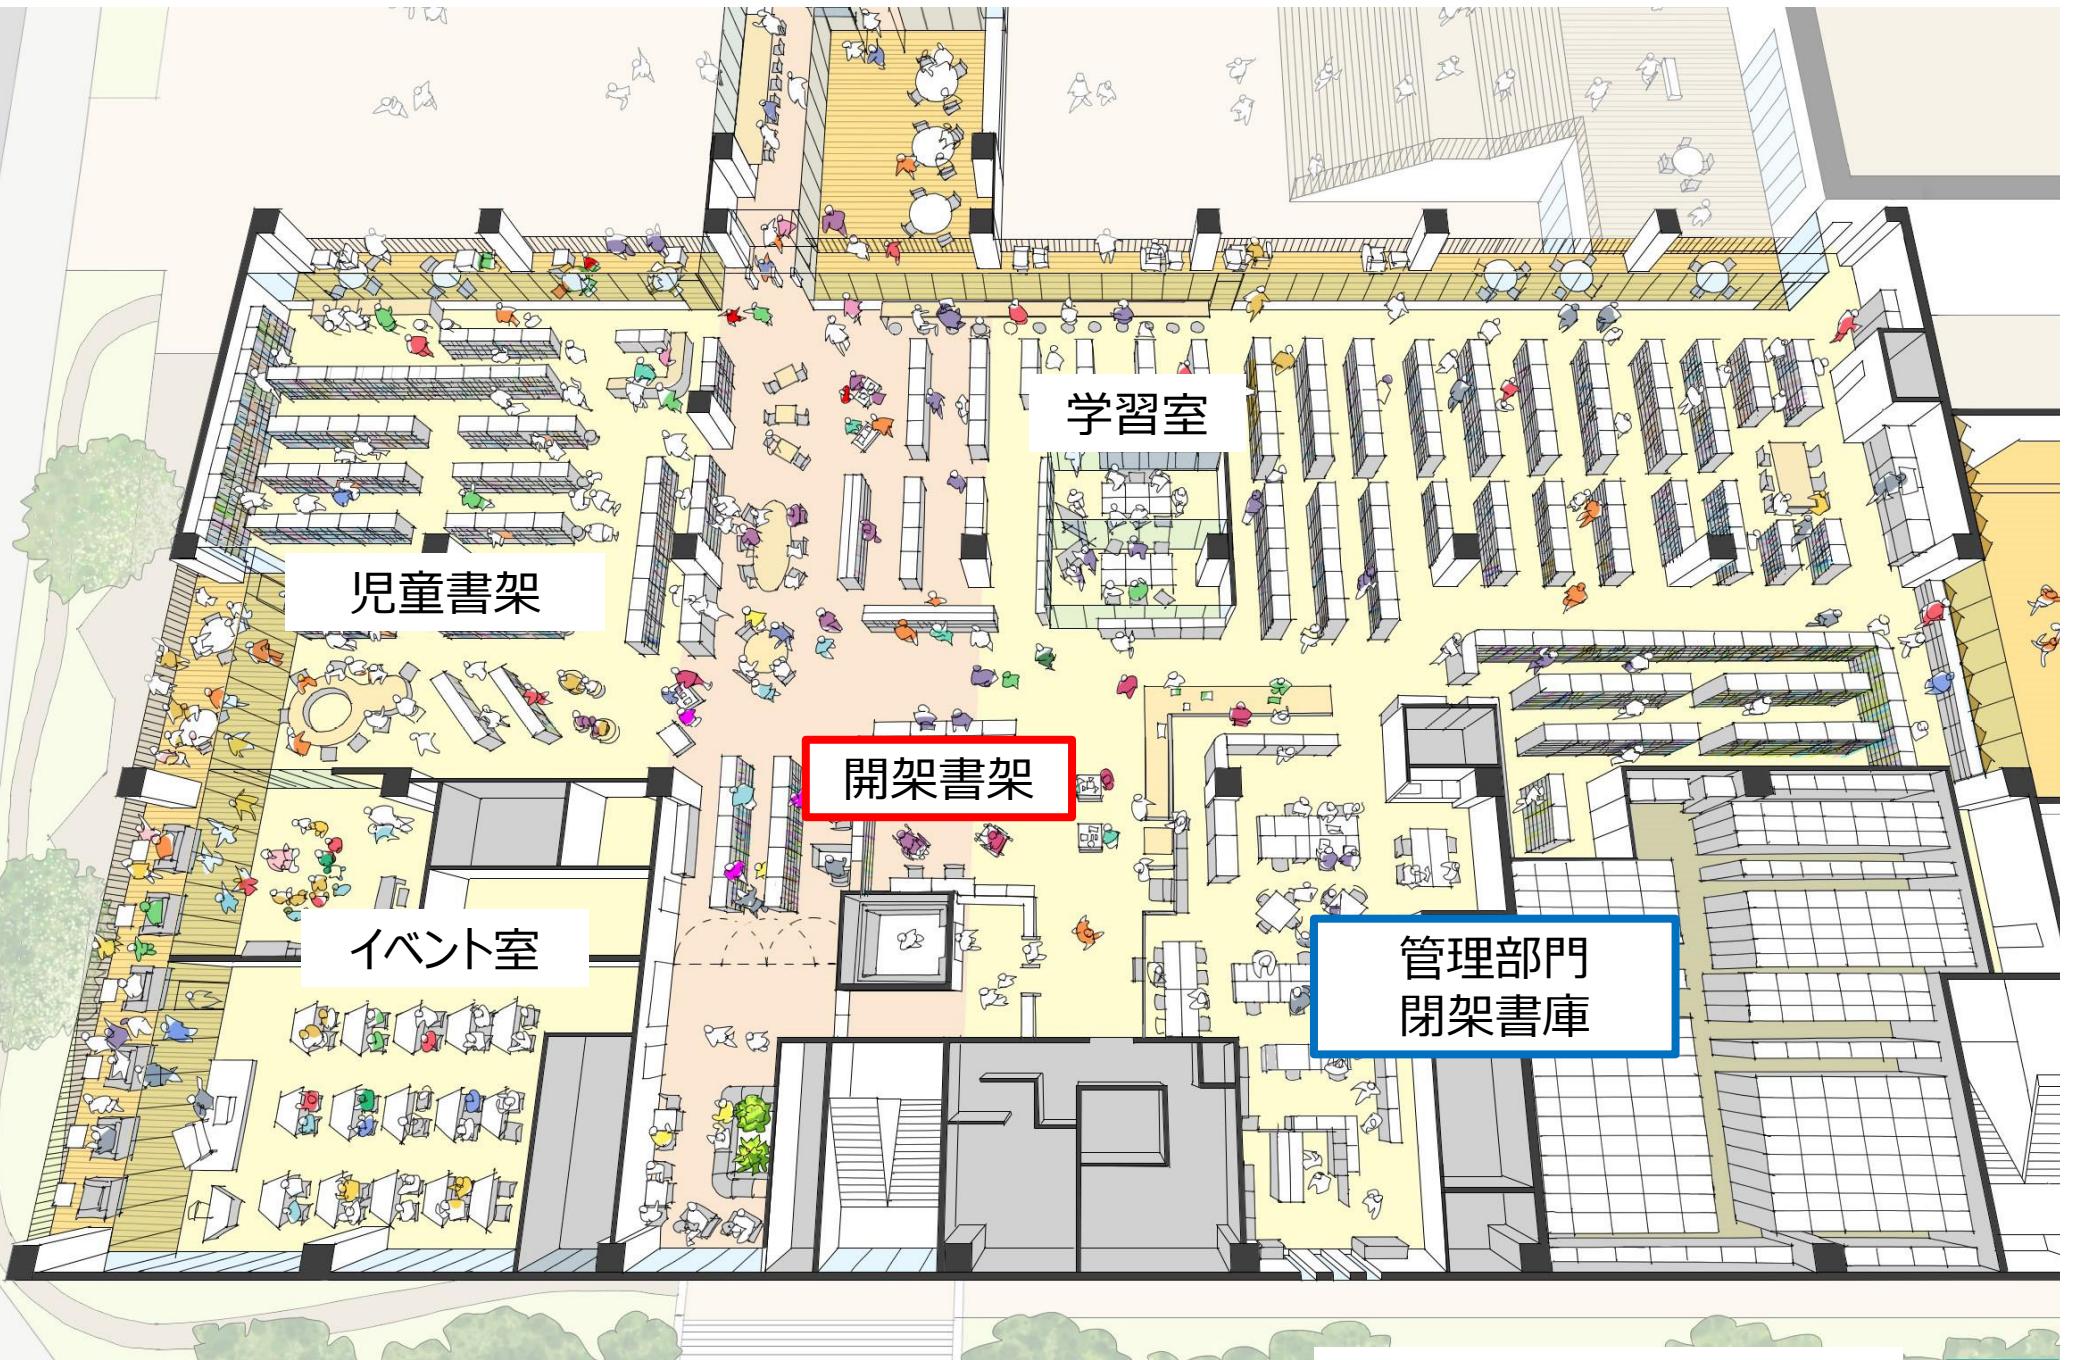 学習室
児童書架
開架書架
イベント室
管理部門
閉架書庫